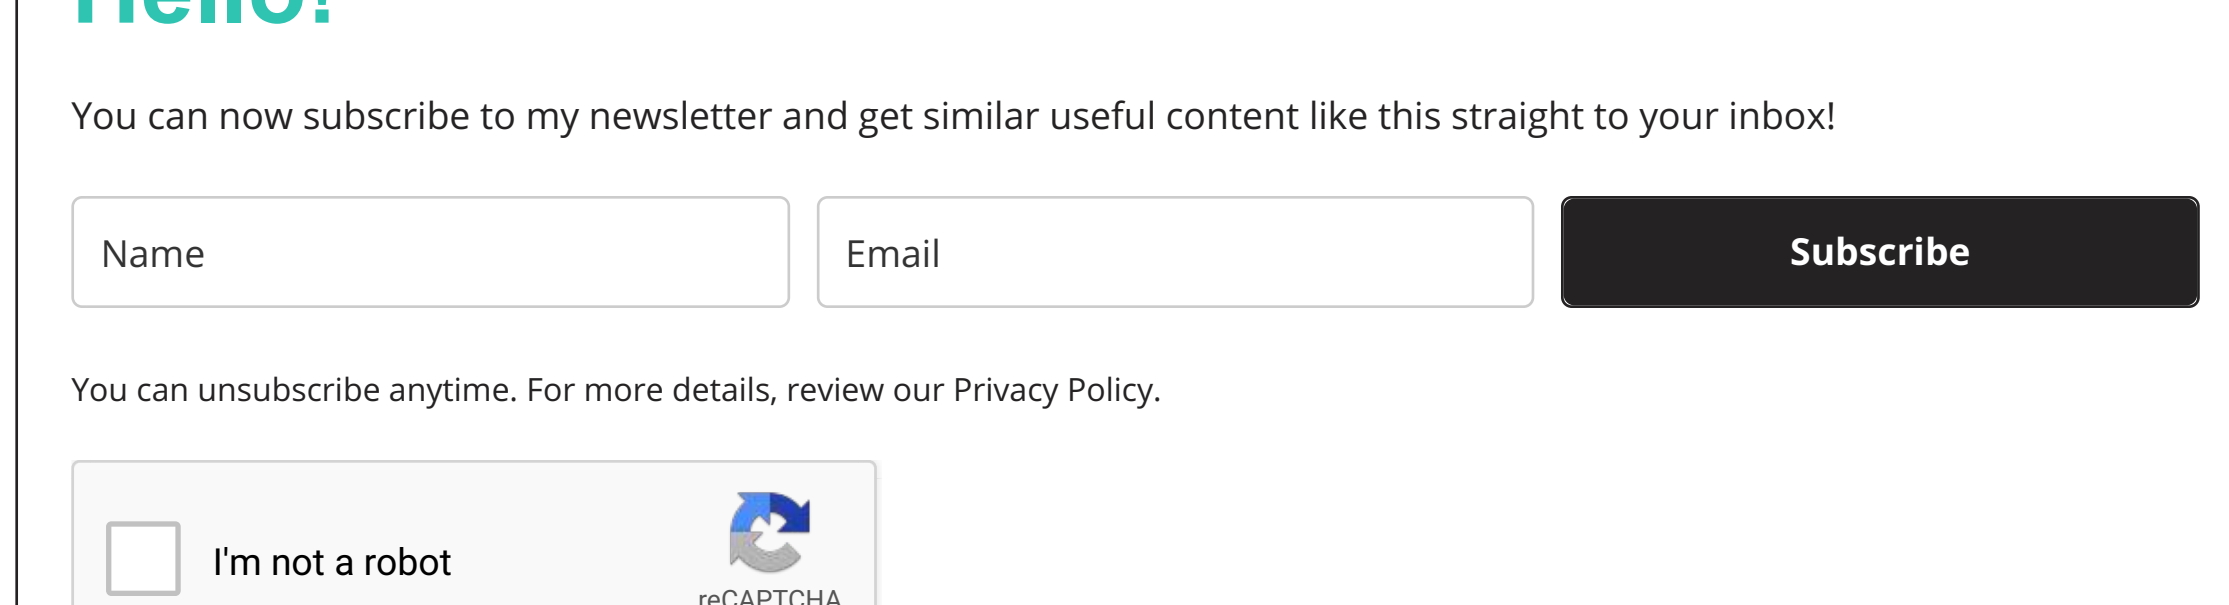 Hello!
You can now subscribe to my newsletter and get similar useful content like this straight to your inbox!
Name
Email
Subscribe
You can unsubscribe anytime. For more details, review our Privacy Policy.
I'm not a robot
reCAPTCHA